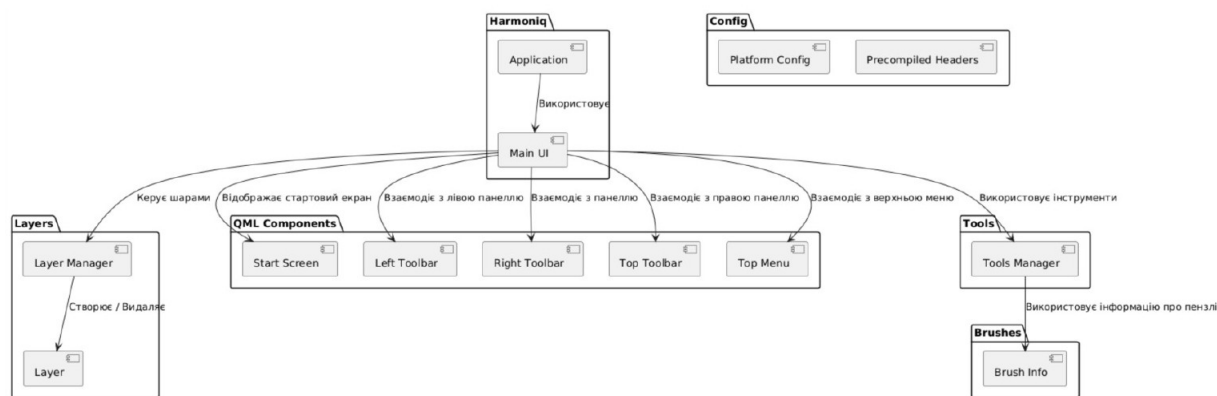 Harmoniq
Config
Application
Platform Config
Precompiled Headers
Використовує
Main UI
Керує шарами
Відображає стартовий екран
Взаємодіє з лівою панеллю
Взаємодіє з панеллю
Взаємодіє з правою панеллю
Взаємодіє з верхньою меню
Використовує інструменти
Layers
QML Components
Tools
Layer Manager
Start Screen
Left Toolbar
Right Toolbar
Top Toolbar
Top Menu
Tools Manager
Створює / Видаляє
Використовує інформацію про пензлі
Brushes
Layer
Brush Info